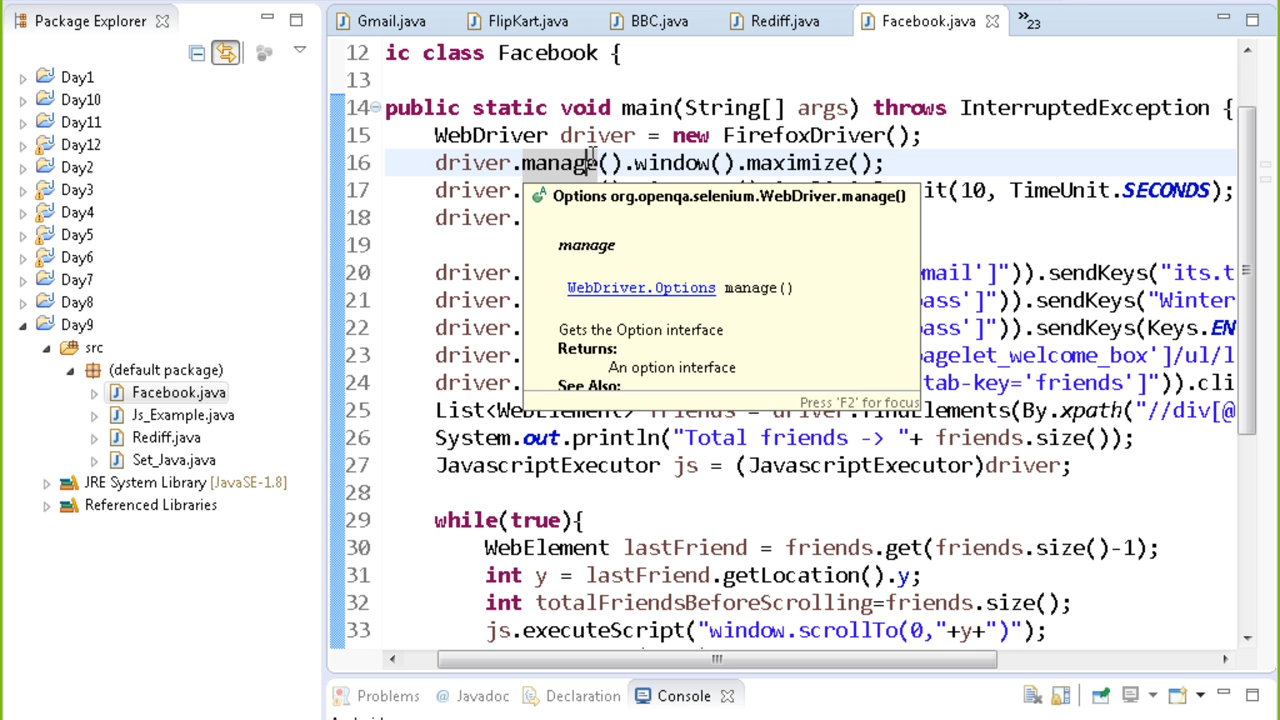 Package Explorer
Gmail.java
FlipKart.java
BBC.java
Rediff.java
Facebook.java
23
Day1
Day10
Day11
Day12
Day2
Day3
Day4
Day5
Day6
Day7
Day8
Day9
src
(default package)
Facebook.java
Js_Example.java
Rediff.java
Set_Java.java
JRE System Library [JavaSE-1.8]
Referenced Libraries
12 ic class Facebook {
13
14 public static void main(String[] args) throws InterruptedException {
15 WebDriver driver = new FirefoxDriver();
16 driver.manage().window().maximize();
17 driver. it(10, TimeUnit.SECONDS);
18 driver.
19
20 driver. mail']")).sendKeys("its.t
21 driver. pass']")).sendKeys("Winter
22 driver. pass']")).sendKeys(Keys.EN
23 driver. pagelet_welcome_box']/ul/l
24 driver. tab-key='friends']")).cli
25 List<WebElement> friends = driver.findElements(By.xpath("//div[@
26 System.out.println("Total friends -> "+ friends.size());
27 JavascriptExecutor js = (JavascriptExecutor)driver;
28
29 while(true){
30 WebElement lastFriend = friends.get(friends.size()-1);
31 int y = lastFriend.getLocation().y;
32 int totalFriendsBeforeScrolling=friends.size();
33 js.executeScript("window.scrollTo(0,"+y+")");
Options org.openqa.selenium.WebDriver.manage()
manage
WebDriver.Options manage()
Gets the Option interface
Returns:
An option interface
See Also:
Press 'F2' for focus
Problems
@ Javadoc
Declaration
Console